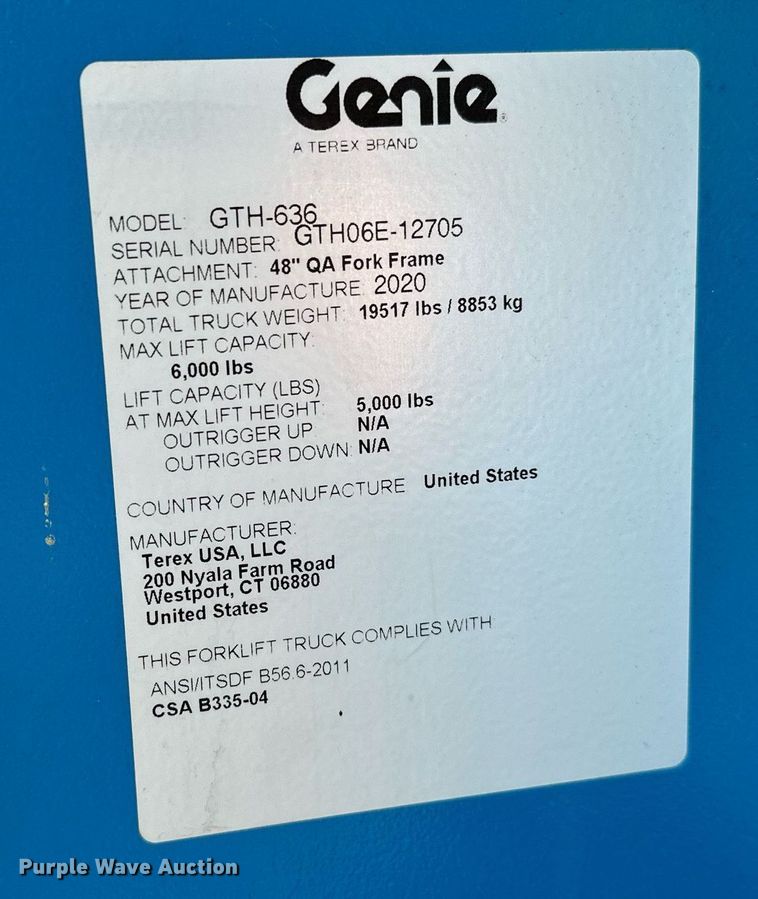 Genie
A TEREX BRAND
MODEL: GTH-636
SERIAL NUMBER: GTH06E-12705
ATTACHMENT: 48" QA Fork Frame
YEAR OF MANUFACTURE: 2020
TOTAL TRUCK WEIGHT: 19517 lbs / 8853 kg
MAX LIFT CAPACITY:
6,000 lbs
LIFT CAPACITY (LBS)
AT MAX LIFT HEIGHT: 5,000 lbs
OUTRIGGER UP N/A
OUTRIGGER DOWN: N/A
COUNTRY OF MANUFACTURE United States
MANUFACTURER:
Terex USA, LLC
200 Nyala Farm Road
Westport, CT 06880
United States
THIS FORKLIFT TRUCK COMPLIES WITH
ANSI/ITSDF B56.6-2011
CSA B335-04
Purple Wave Auction